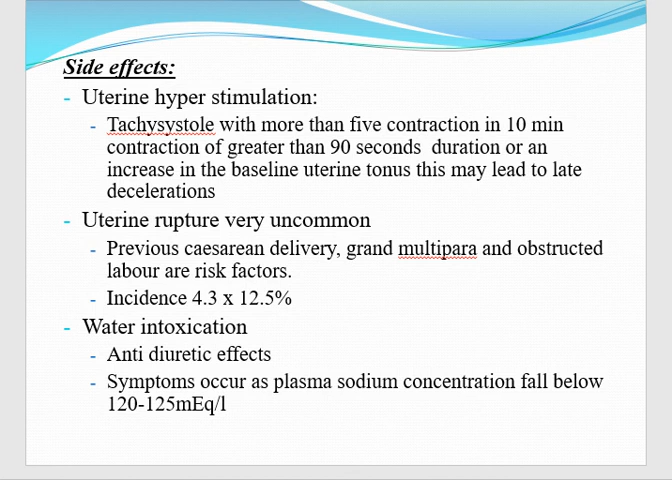 Side effects:
- Uterine hyper stimulation:
- Tachysystole with more than five contraction in 10 min
contraction of greater than 90 seconds duration or an
increase in the baseline uterine tonus this may lead to late
decelerations
- Uterine rupture very uncommon
- Previous caesarean delivery, grand multipara and obstructed
labour are risk factors.
- Incidence 4.3 x 12.5%
- Water intoxication
- Anti diuretic effects
- Symptoms occur as plasma sodium concentration fall below
120-125mEq/l